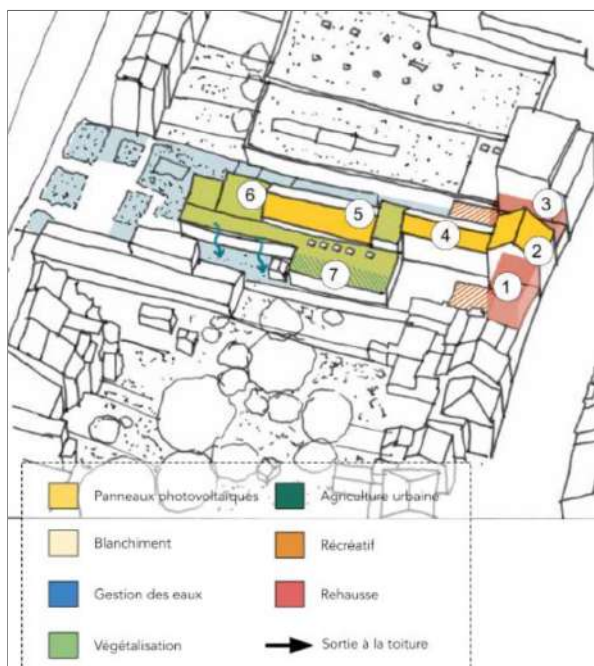 3
6
5
4
2
1
7
Panneaux photovoltaïques
Agriculture urbaine
Blanchiment
Récréatif
Gestion des eaux
Rehausse
Végétalisation
Sortie à la toiture